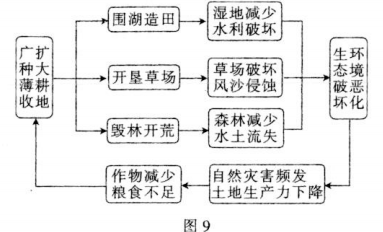 扩大耕地
广种薄收
围湖造田
湿地减少
水利破坏
开垦草场
草场破坏
风沙侵蚀
毁林开荒
森林减少
水土流失
环境恶化
生态破坏
自然灾害频发
土地生产力下降
作物减少
粮食不足
图9